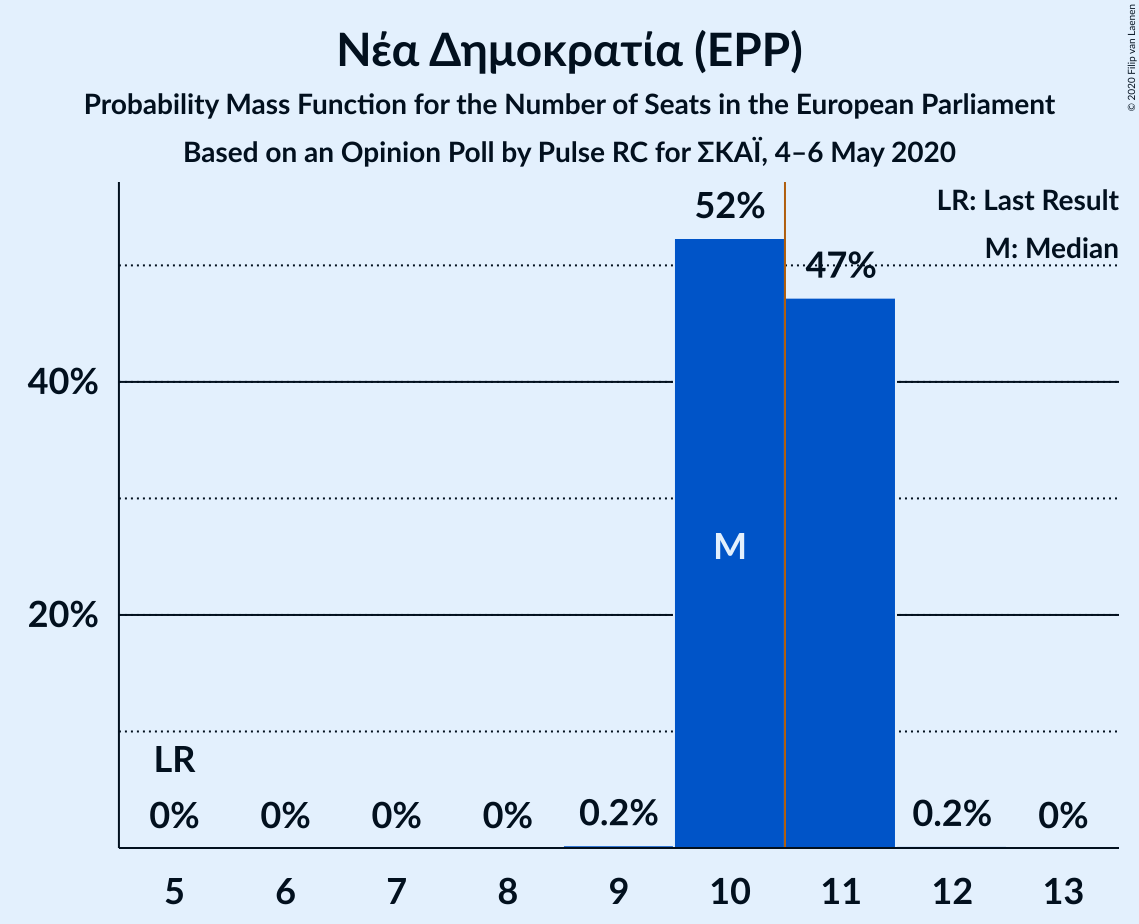 Νέα Δημοκρατία (EPP)
Probability Mass Function for the Number of Seats in the European Parliament
Based on an Opinion Poll by Pulse RC for ΣΚΑΪ, 4–6 May 2020
© 2020 Filip van Laenen
LR: Last Result
M: Median
52%
47%
40%
M
20%
LR
0% 0% 0% 0% 0.2% 0.2% 0%
5 6 7 8 9 10 11 12 13